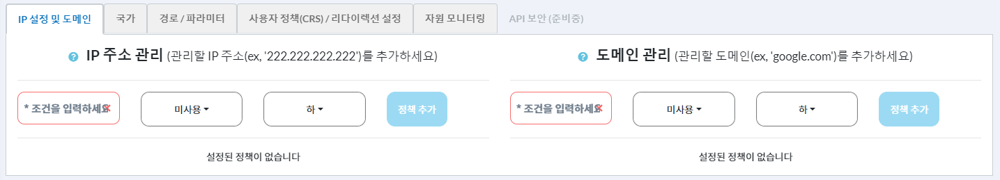 IP 설정 및 도메인 국가 경로 / 파라미터 사용자 정책(CRS) / 리다이렉션 설정 자원 모니터링 API 보안 (준비중)
IP 주소 관리 (관리할 IP 주소(ex, '222.222.222.222')를 추가하세요)
* 조건을 입력하세요 미사용 하 정책 추가
설정된 정책이 없습니다
도메인 관리 (관리할 도메인(ex, 'google.com')를 추가하세요)
* 조건을 입력하세요 미사용 하 정책 추가
설정된 정책이 없습니다